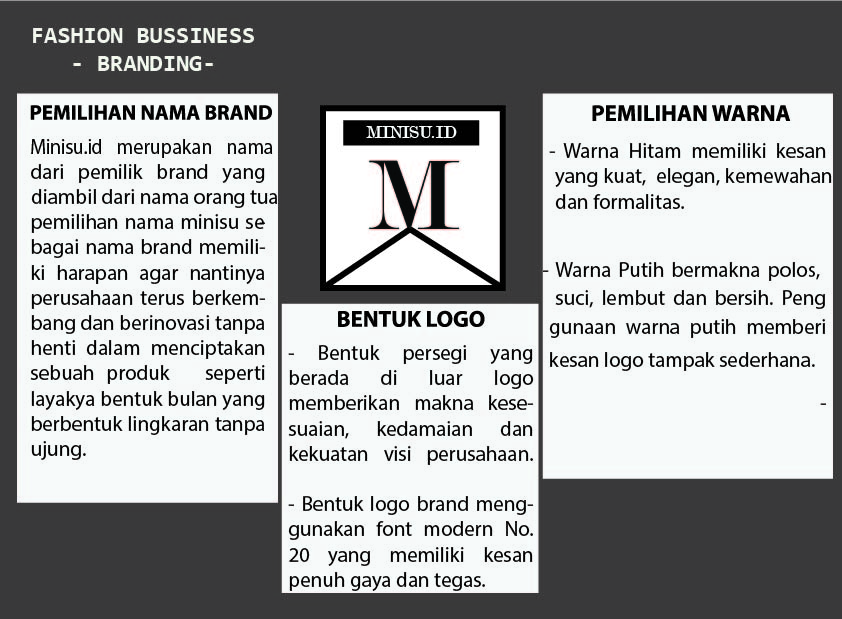 FASHION BUSSINESS
- BRANDING-
PEMILIHAN NAMA BRAND
Minisu.id merupakan nama
dari pemilik brand yang
diambil dari nama orang tua
pemilihan nama minisu se
bagai nama brand memili-
ki harapan agar nantinya
perusahaan terus berkem-
bang dan berinovasi tanpa
henti dalam menciptakan
sebuah produk seperti
layakya bentuk bulan yang
berbentuk lingkaran tanpa
ujung.
MINISU.ID
M
BENTUK LOGO
- Bentuk persegi yang
berada di luar logo
memberikan makna kese-
suaian, kedamaian dan
kekuatan visi perusahaan.
- Bentuk logo brand meng-
gunakan font modern No.
20 yang memiliki kesan
penuh gaya dan tegas.
PEMILIHAN WARNA
- Warna Hitam memiliki kesan
yang kuat, elegan, kemewahan
dan formalitas.
- Warna Putih bermakna polos,
suci, lembut dan bersih. Peng
gunaan warna putih memberi
kesan logo tampak sederhana.
-